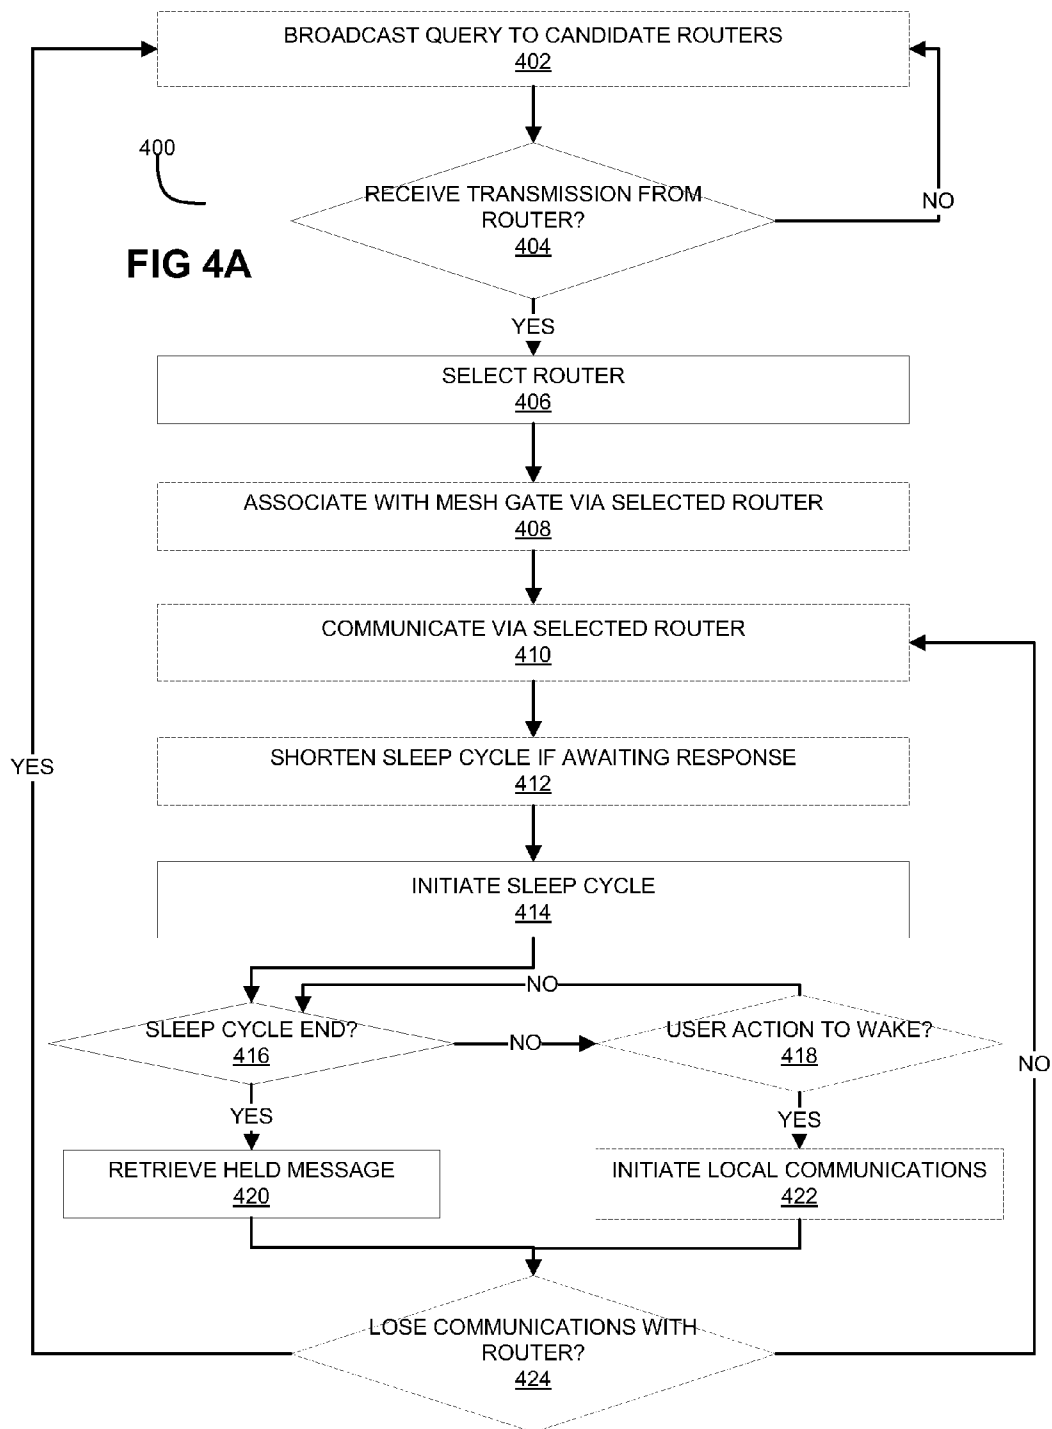 BROADCAST QUERY TO CANDIDATE ROUTERS
402
400
RECEIVE TRANSMISSION FROM
ROUTER?
404
NO
FIG 4A
YES
SELECT ROUTER
406
ASSOCIATE WITH MESH GATE VIA SELECTED ROUTER
408
COMMUNICATE VIA SELECTED ROUTER
410
SHORTEN SLEEP CYCLE IF AWAITING RESPONSE
412
YES
INITIATE SLEEP CYCLE
414
NO
SLEEP CYCLE END?
416
NO
USER ACTION TO WAKE?
418
NO
YES
YES
RETRIEVE HELD MESSAGE
420
INITIATE LOCAL COMMUNICATIONS
422
LOSE COMMUNICATIONS WITH
ROUTER?
424